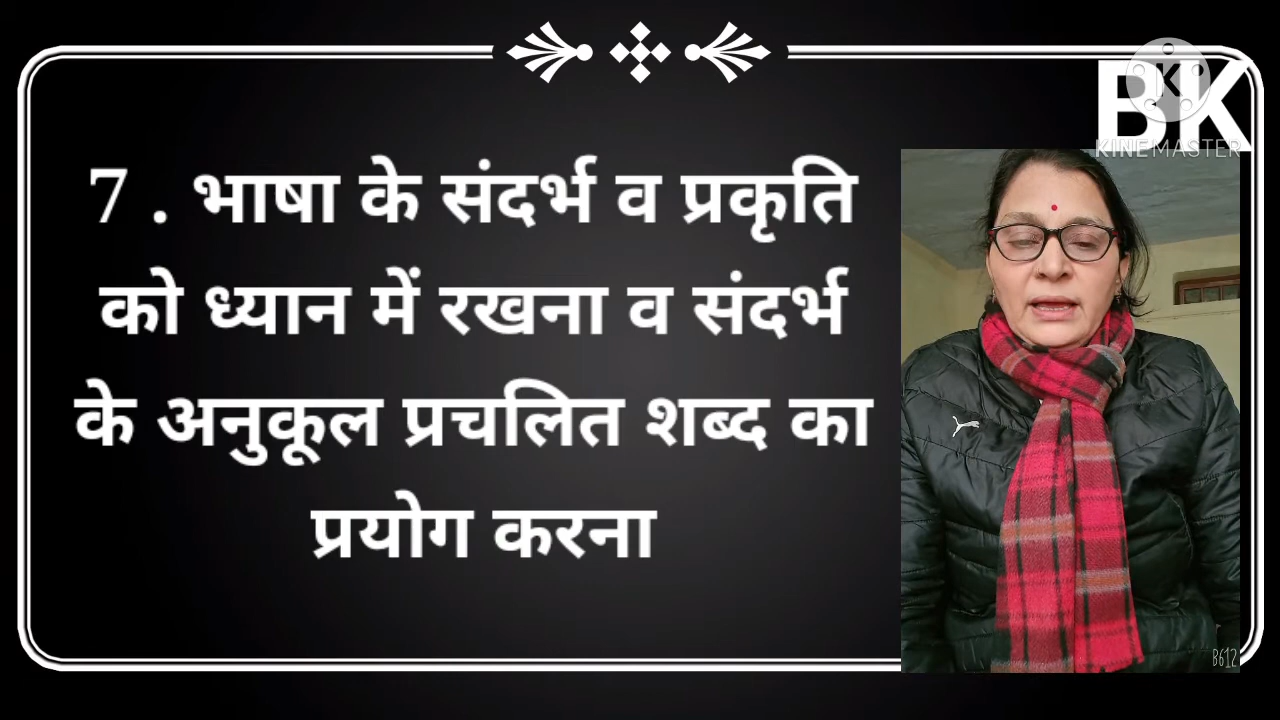 BK
KINEMASTER
7 . भाषा के संदर्भ व प्रकृति
को ध्यान में रखना व संदर्भ
के अनुकूल प्रचलित शब्द का
प्रयोग करना
B612